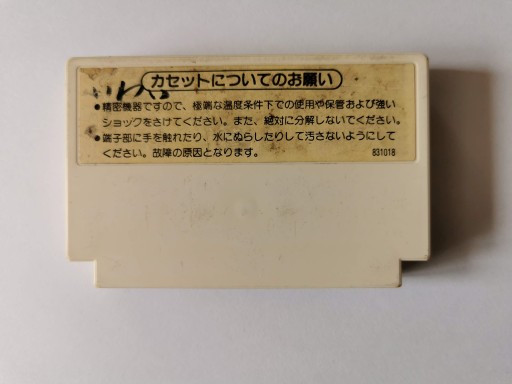 カセットについてのお願い
●精密機器ですので、極端な温度条件下での使用や保管および強い
ショックをさけてください。また、絶対に分解しないでください。
●端子部に手を触れたり、水にぬらしたりして汚さないようにして
ください。故障の原因となります。
831018